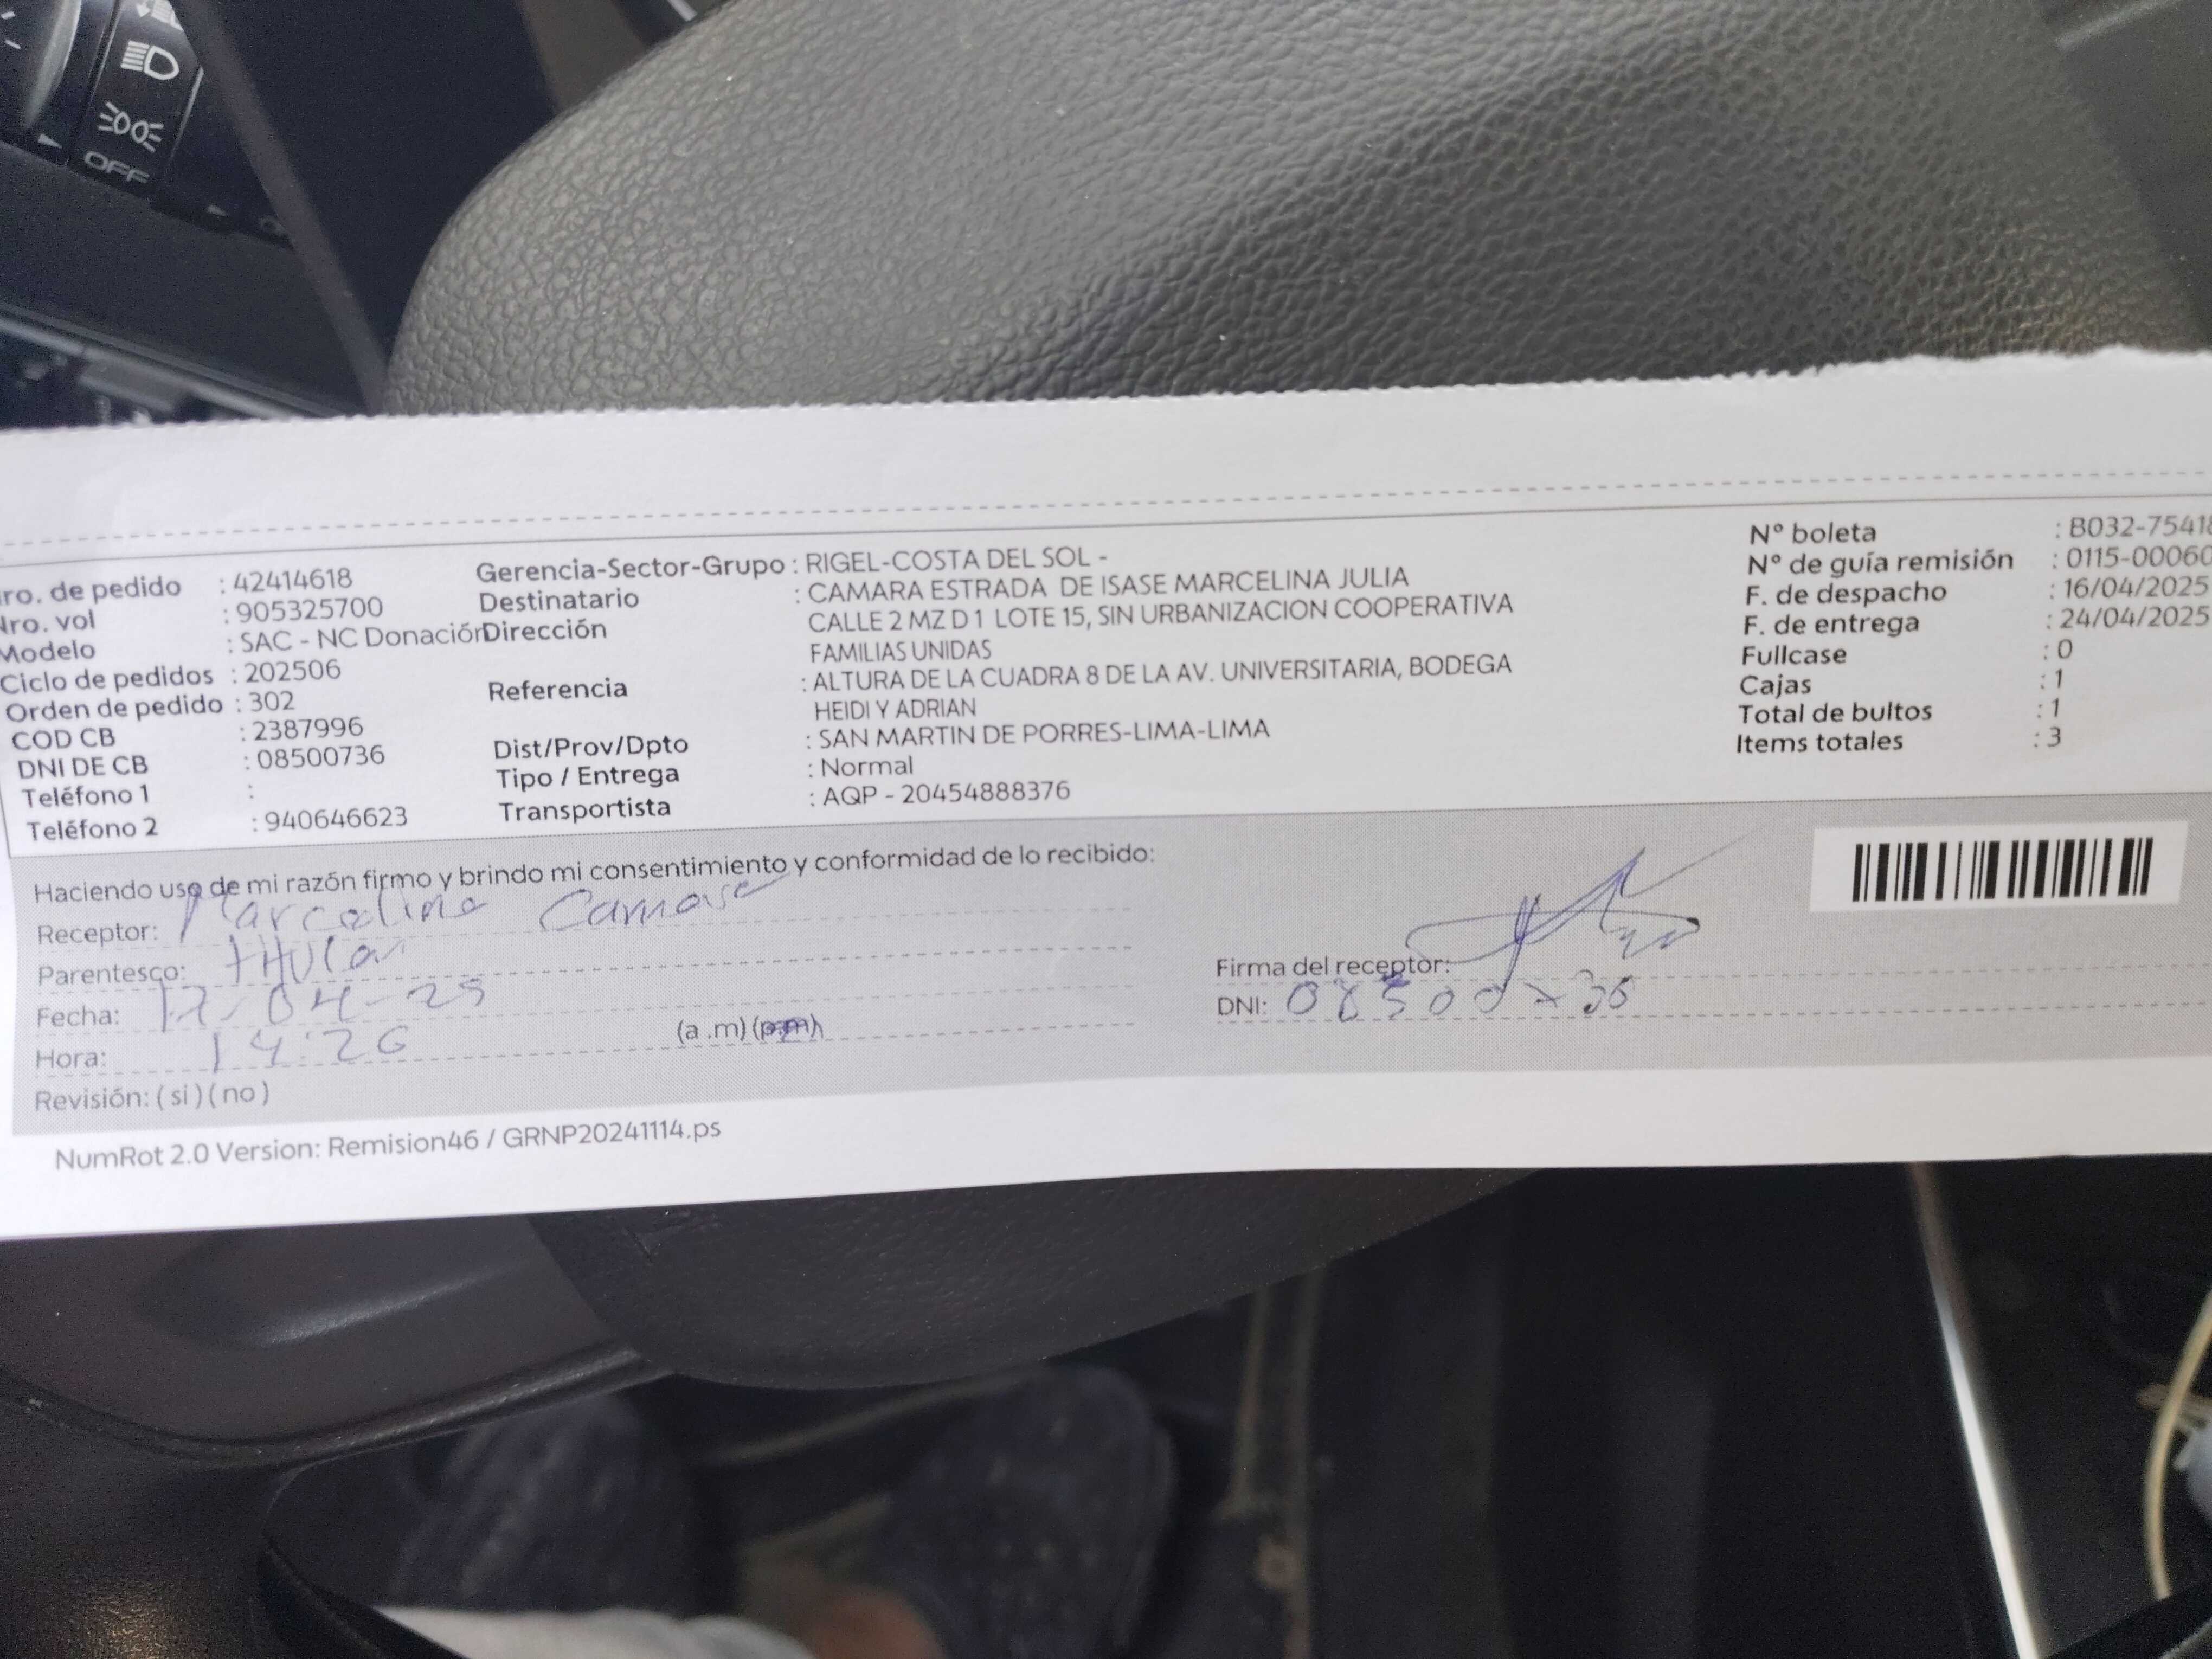 OFF
ro. de pedido : 42414618
Nro. vol : 905325700
Modelo : SAC - NC Donación
Ciclo de pedidos : 202506
Orden de pedido : 302
COD CB : 2387996
DNI DE CB : 08500736
Teléfono 1 :
Teléfono 2 : 940646623
Gerencia-Sector-Grupo : RIGEL-COSTA DEL SOL -
Destinatario : CAMARA ESTRADA DE ISASE MARCELINA JULIA
Dirección CALLE 2 MZ D 1 LOTE 15, SIN URBANIZACION COOPERATIVA
FAMILIAS UNIDAS
Referencia : ALTURA DE LA CUADRA 8 DE LA AV. UNIVERSITARIA, BODEGA
HEIDI Y ADRIAN
Dist/Prov/Dpto : SAN MARTIN DE PORRES-LIMA-LIMA
Tipo / Entrega : Normal
Transportista : AQP - 20454888376
Nº boleta : B032-75418
Nº de guía remisión : 0115-00060
F. de despacho : 16/04/2025
F. de entrega : 24/04/2025
Fullcase : 0
Cajas : 1
Total de bultos : 1
Items totales : 3
Haciendo uso de mi razón firmo y brindo mi consentimiento y conformidad de lo recibido:
Receptor: Marcelina
Parentesco: titular
Fecha: 17-04-25
Hora: 14:26 (a .m) (p.m)
Revisión: ( si ) ( no )
Firma del receptor:
DNI: 08500736
NumRot 2.0 Version: Remision46 / GRNP20241114.ps